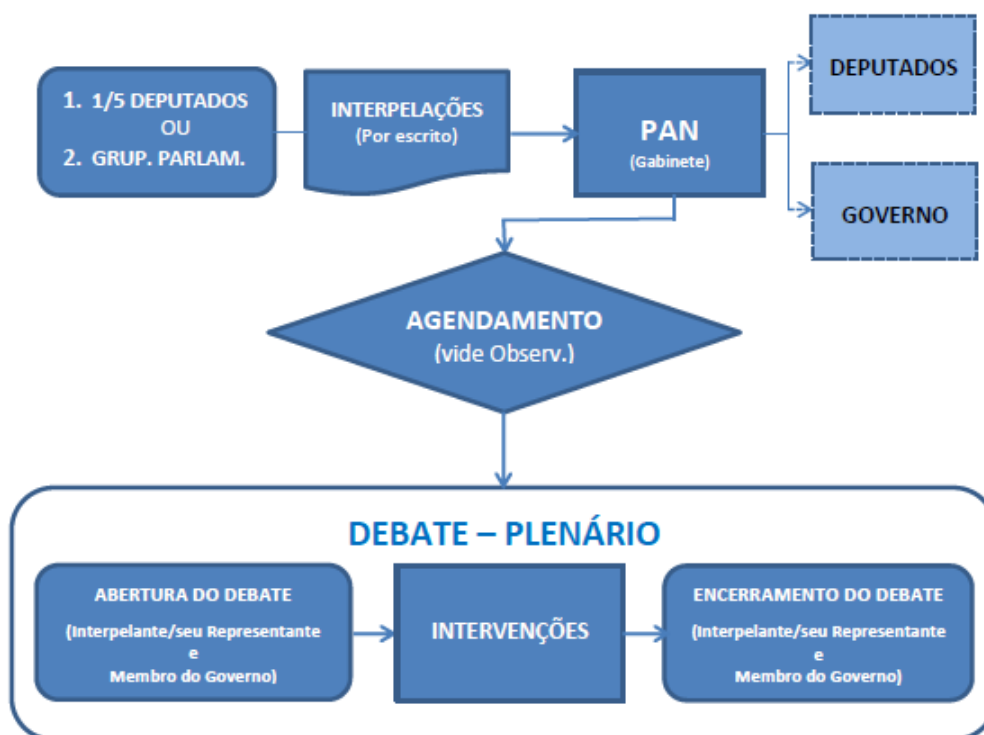 1. 1/5 DEPUTADOS
OU
2. GRUP. PARLAM.
INTERPELAÇÕES
(Por escrito)
PAN
(Gabinete)
DEPUTADOS
GOVERNO
AGENDAMENTO
(vide Observ.)
DEBATE – PLENÁRIO
ABERTURA DO DEBATE
(Interpelante/seu Representante
e
Membro do Governo)
INTERVENÇÕES
ENCERRAMENTO DO DEBATE
(Interpelante/seu Representante
e
Membro do Governo)